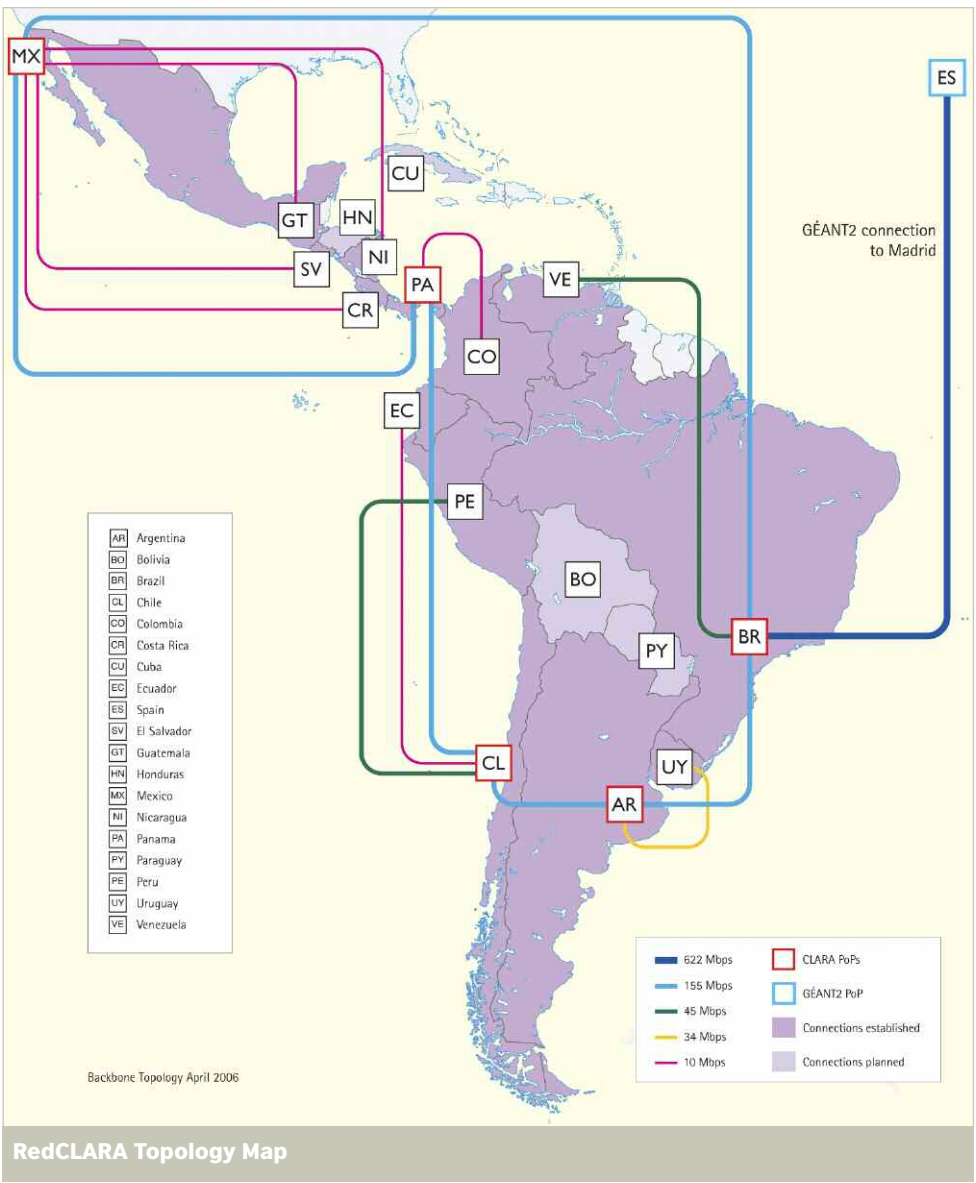 MX
ES
CU
GT
HN
GÉANT2 connection
to Madrid
NI
SV
PA
VE
CR
CO
EC
PE
BO
BR
PY
CL
UY
AR
AR Argentina
BO Bolivia
BR Brazil
CL Chile
CO Colombia
CR Costa Rica
CU Cuba
EC Ecuador
ES Spain
SV El Salvador
GT Guatemala
HN Honduras
MX Mexico
NI Nicaragua
PA Panama
PY Paraguay
PE Peru
UY Uruguay
VE Venezuela
622 Mbps
155 Mbps
45 Mbps
34 Mbps
10 Mbps
CLARA PoPs
GÉANT2 PoP
Connections established
Connections planned
Backbone Topology April 2006
RedCLARA Topology Map